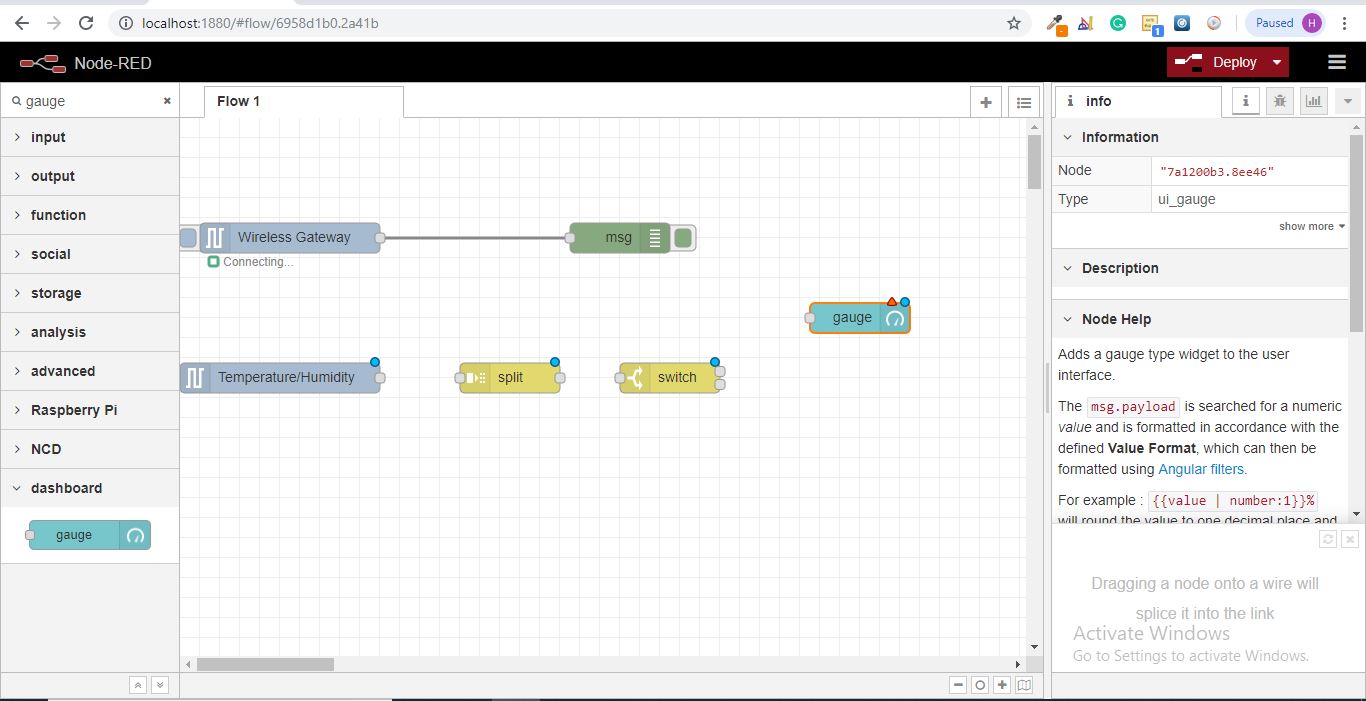 localhost:1880/#flow/6958d1b0.2a41b
1
Paused
H
Node-RED
Deploy
gauge
input
output
function
social
storage
analysis
advanced
Raspberry Pi
NCD
dashboard
gauge
Flow 1
Wireless Gateway
Connecting...
msg
gauge
Temperature/Humidity
split
switch
i info
i
Information
Node "7a1200b3.8ee46"
Type ui_gauge
show more
Description
Node Help
Adds a gauge type widget to the user
interface.
The msg.payload is searched for a numeric
value and is formatted in accordance with the
defined Value Format, which can then be
formatted using Angular filters.
For example : {{value | number:1}}%
will round the value to one decimal place and
Dragging a node onto a wire will
splice it into the link
Activate Windows
Go to Settings to activate Windows.